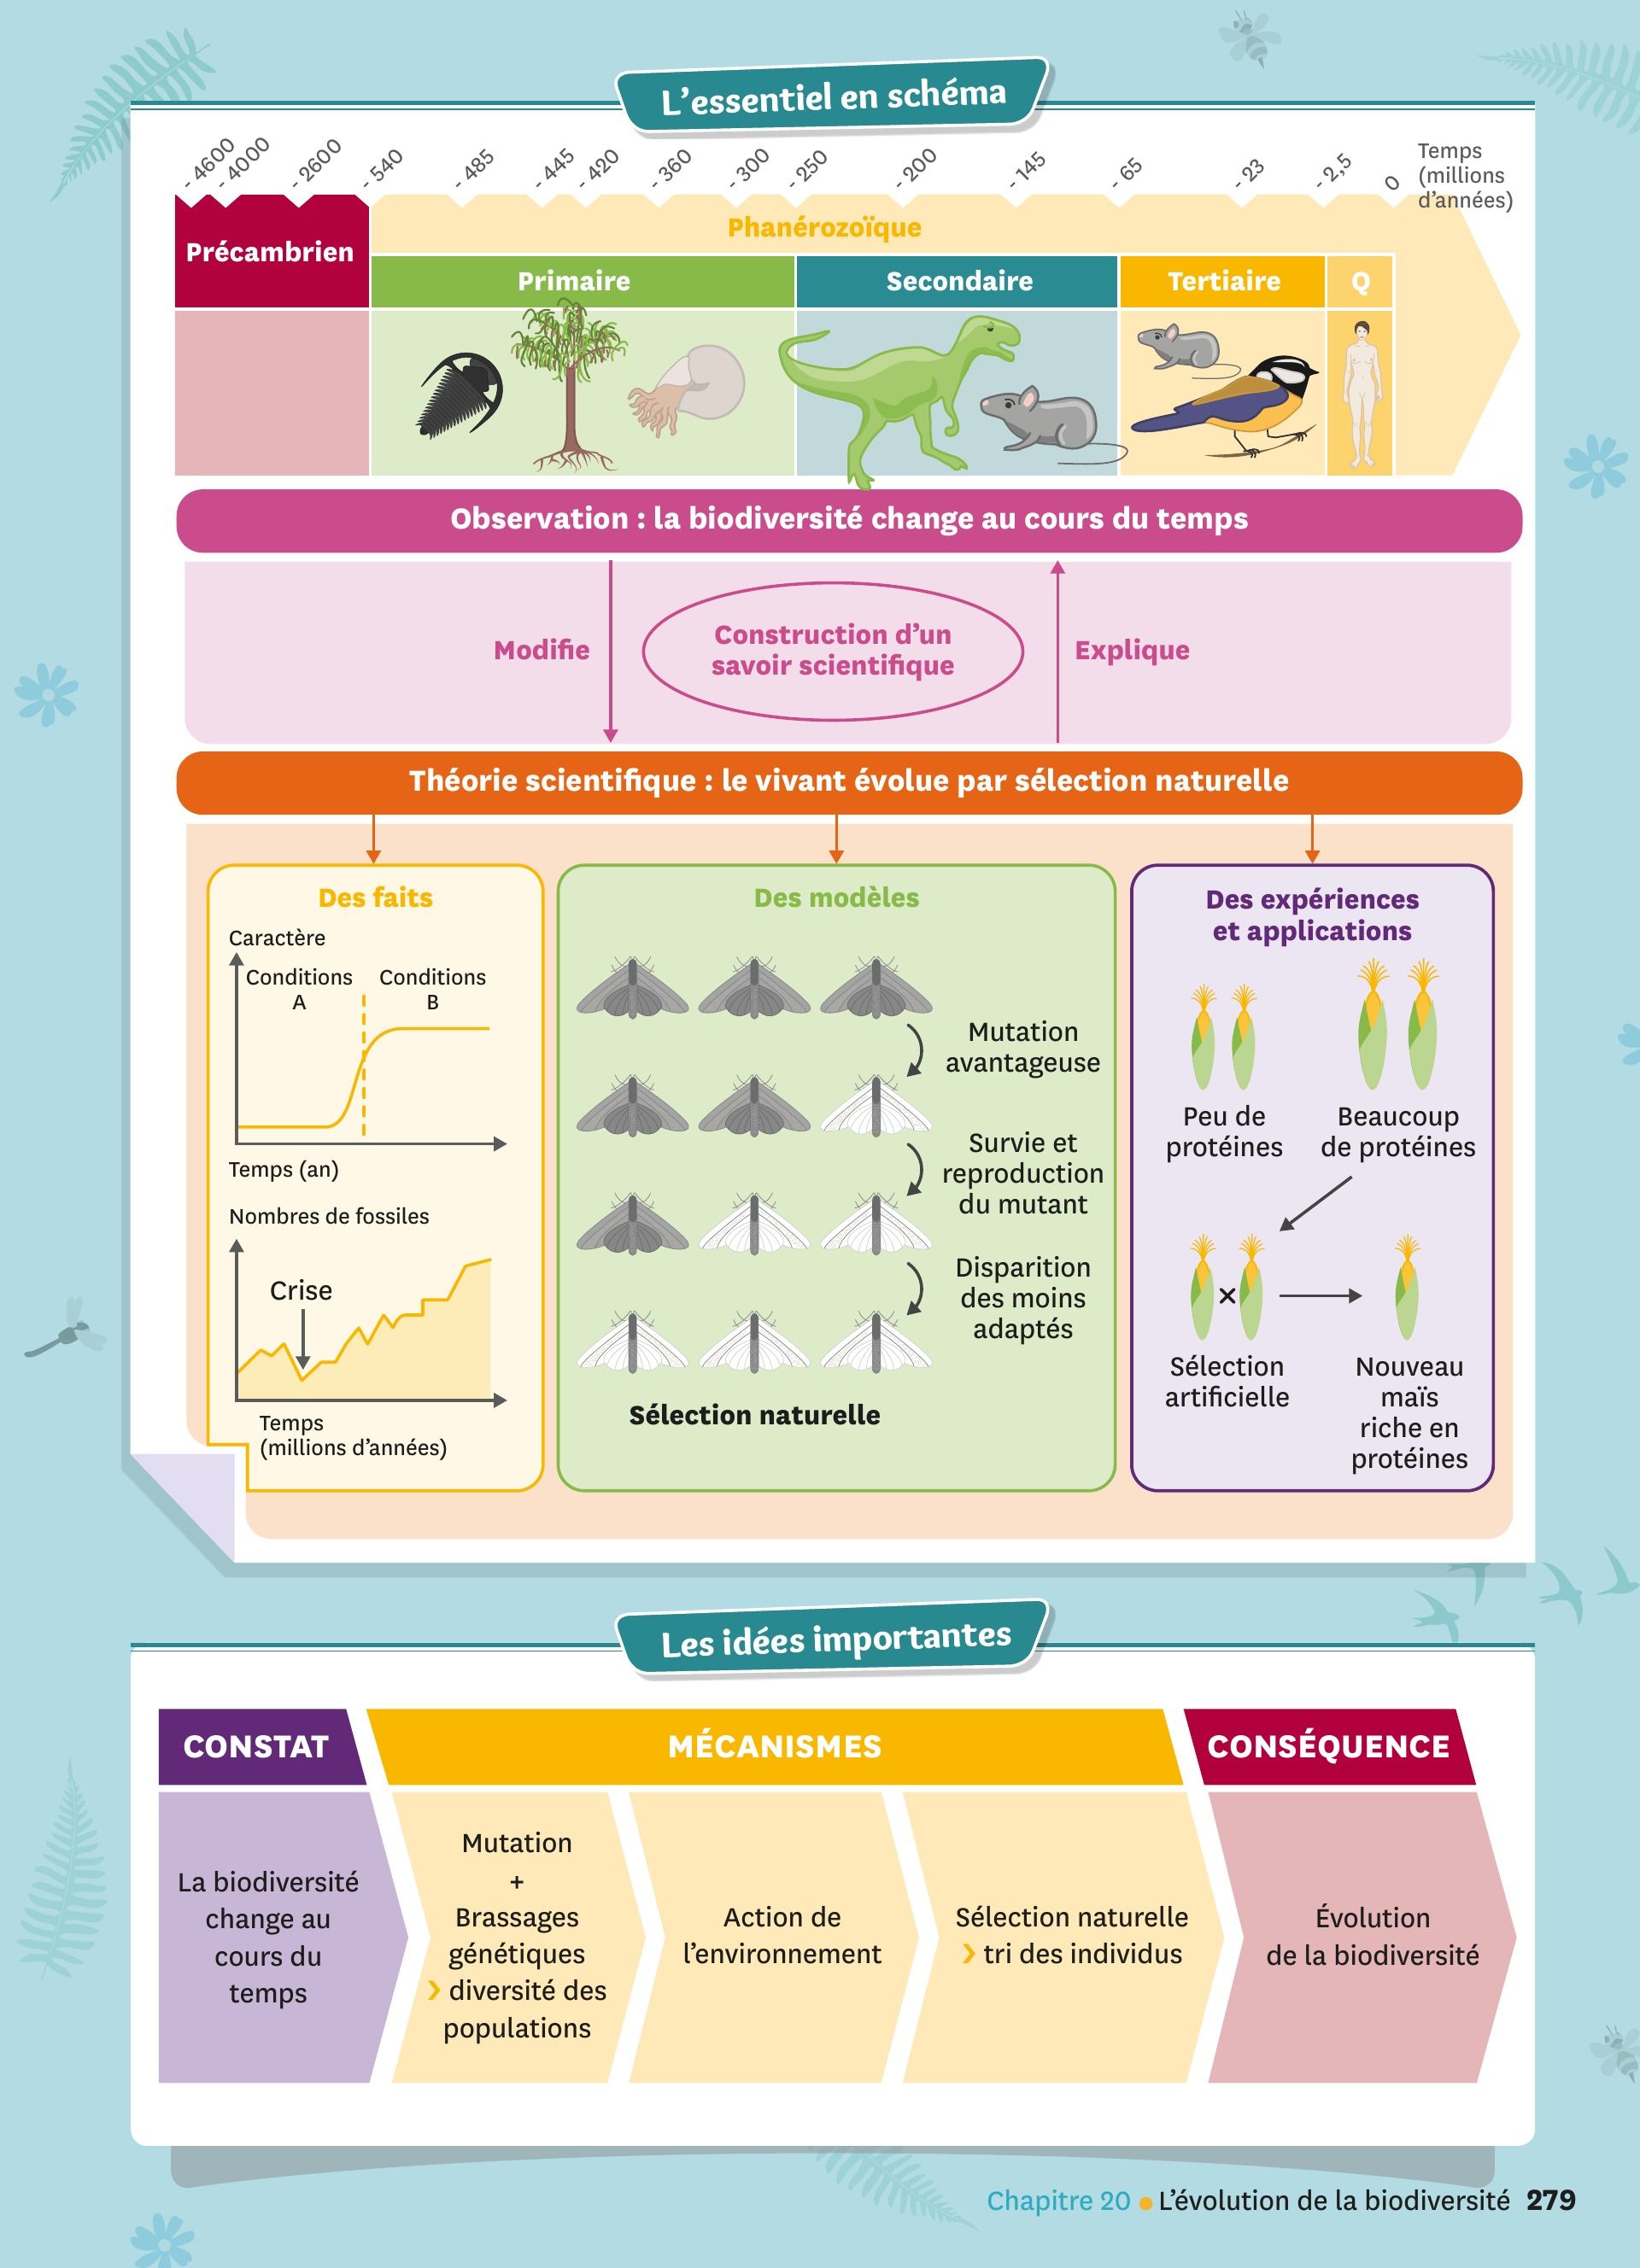 L'essentiel en schéma
- 4600
- 4000
- 2600
- 540
- 485
- 445
- 420
- 360
- 300
- 250
- 200
- 145
- 65
- 23
- 2,5
0
Temps
(millions
d'années)
Précambrien
Phanérozoïque
Primaire
Secondaire
Tertiaire
Q
Observation : la biodiversité change au cours du temps
Modifie
Construction d'un
savoir scientifique
Explique
Théorie scientifique : le vivant évolue par sélection naturelle
Des faits
Caractère
Conditions
A
Conditions
B
Temps (an)
Nombres de fossiles
Crise
Temps
(millions d'années)
Des modèles
Mutation
avantageuse
Survie et
reproduction
du mutant
Disparition
des moins
adaptés
Sélection naturelle
Des expériences
et applications
Peu de
protéines
Beaucoup
de protéines
×
Sélection
artificielle
Nouveau
maïs
riche en
protéines
Les idées importantes
CONSTAT
MÉCANISMES
CONSÉQUENCE
La biodiversité
change au
cours du
temps
Mutation
+
Brassages
génétiques
› diversité des
populations
Action de
l'environnement
Sélection naturelle
› tri des individus
Évolution
de la biodiversité
Chapitre 20 ● L'évolution de la biodiversité 279